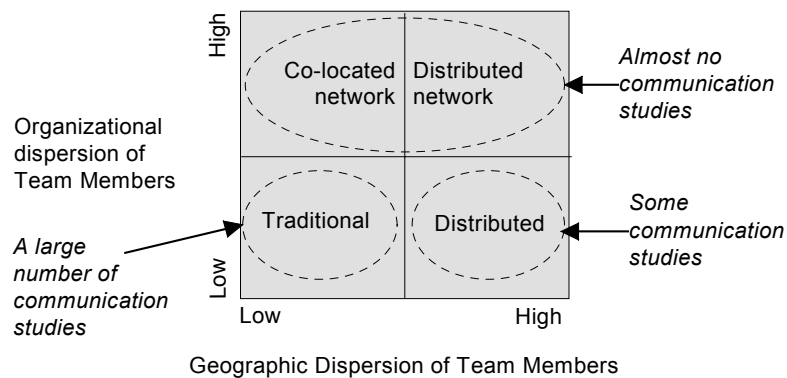 High
Co-located
network
Distributed
network
Almost no
communication
studies
Organizational
dispersion of
Team Members
Traditional
Distributed
Some
communication
studies
A large
number of
communication
studies
Low
Low
High
Geographic Dispersion of Team Members